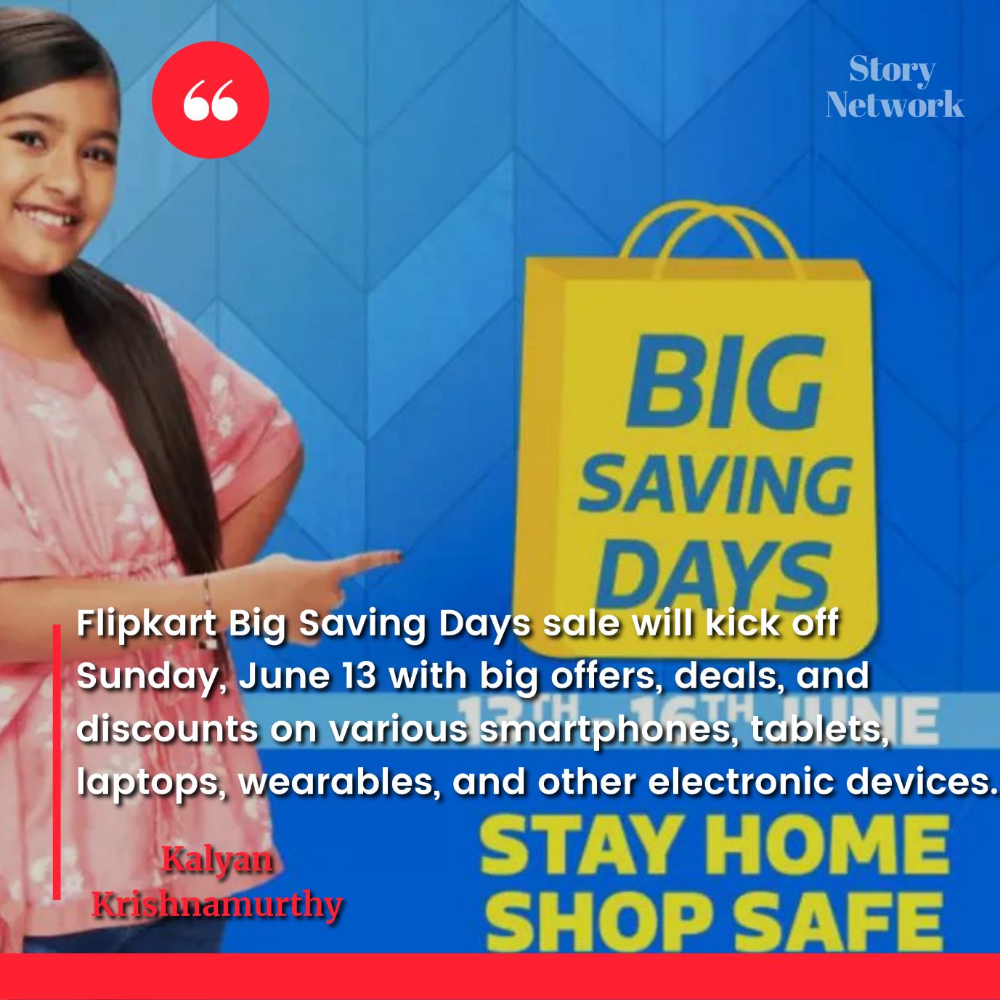 “
Story
Network
BIG
SAVING
DAYS
Flipkart Big Saving Days sale will kick off
Sunday, June 13 with big offers, deals, and
13TH - 16TH JUNE
discounts on various smartphones, tablets,
laptops, wearables, and other electronic devices.
STAY HOME
SHOP SAFE
Kalyan
Krishnamurthy